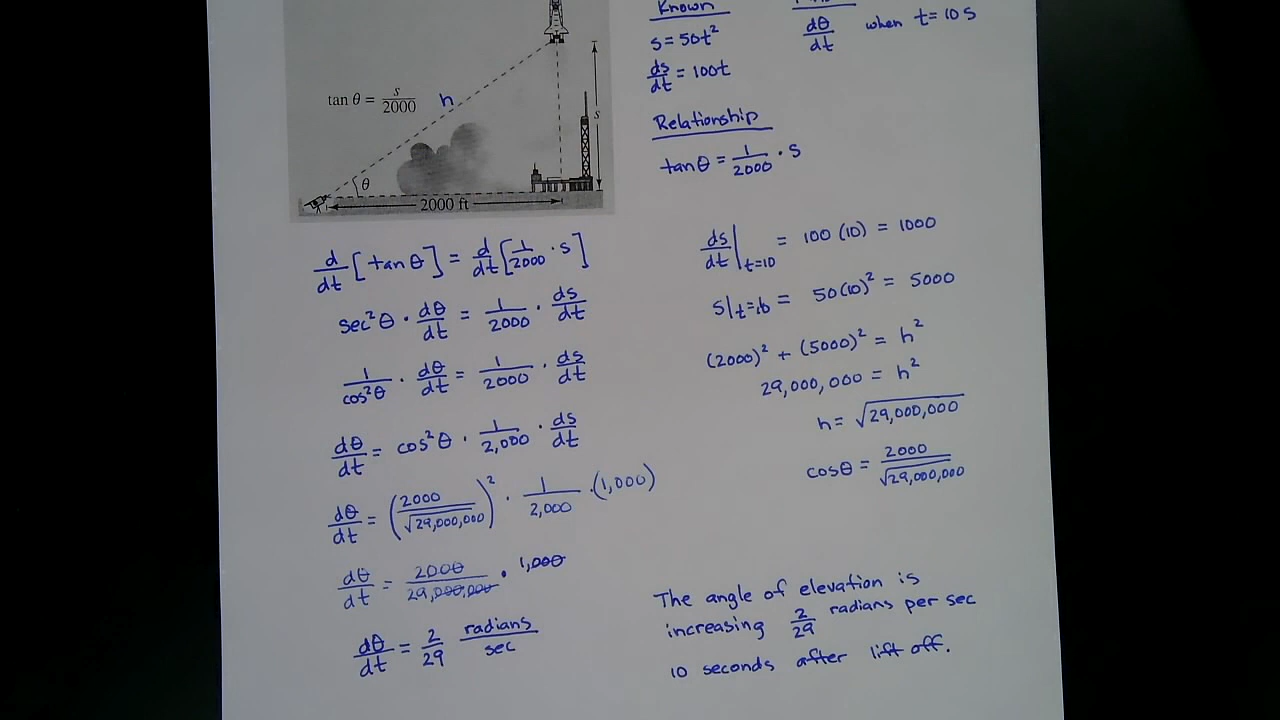 Known
s = 50t²
ds/dt = 100t
dθ/dt when t = 10 s
tan θ = s/2000
h
s
θ
2000 ft
Relationship
tan θ = 1/2000 · s
d/dt [tan θ] = d/dt [1/2000 · s]
sec²θ · dθ/dt = 1/2000 · ds/dt
1/cos²θ · dθ/dt = 1/2000 · ds/dt
dθ/dt = cos²θ · 1/2,000 · ds/dt
dθ/dt = (2000/√29,000,000)² · 1/2,000 · (1,000)
dθ/dt = 2000/29,000,000 · 1,000
dθ/dt = 2/29 radians/sec
ds/dt|t=10 = 100(10) = 1000
s|t=10 = 50(10)² = 5000
(2000)² + (5000)² = h²
29,000,000 = h²
h = √29,000,000
cosθ = 2000/√29,000,000
The angle of elevation is
increasing 2/29 radians per sec
10 seconds after lift off.